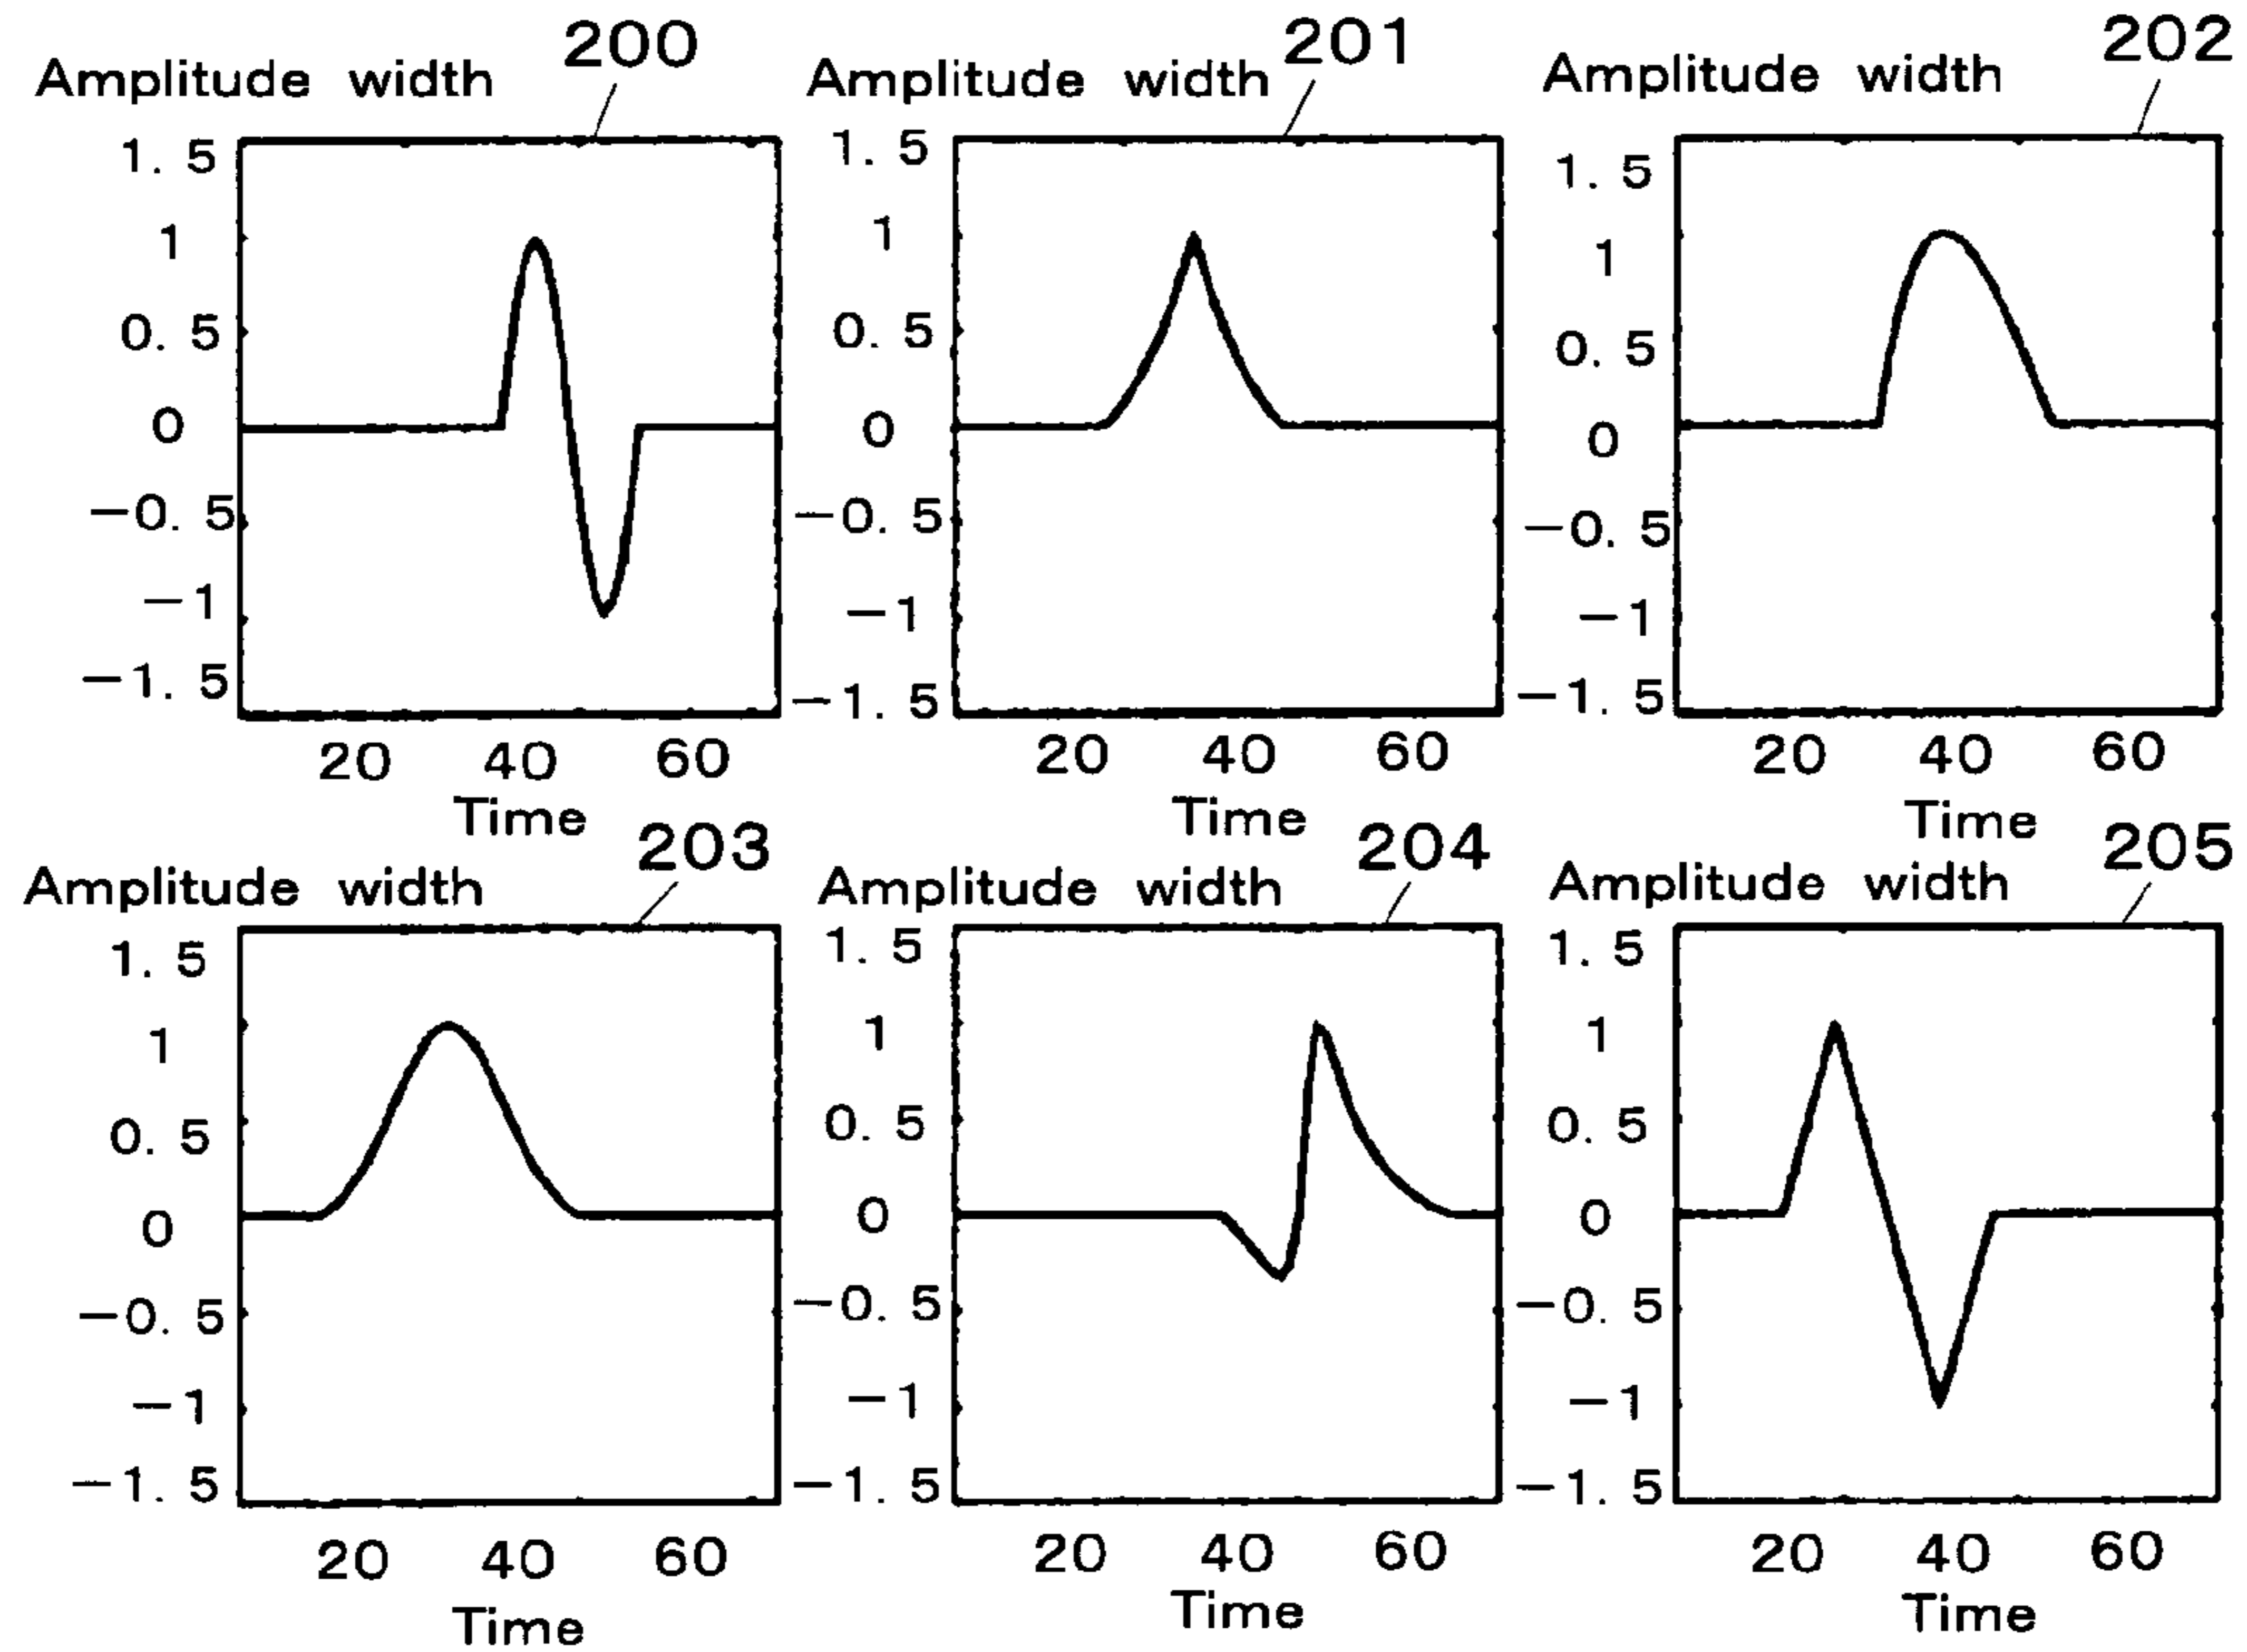 200 201 202
Amplitude width Amplitude width Amplitude width
1. 5 1. 5 1. 5
1 1 1
0. 5 0. 5 0. 5
0 0 0
−0. 5 −0. 5 −0. 5
−1 −1 −1
−1. 5 −1. 5 −1. 5
20 40 60 20 40 60 20 40 60
Time Time Time
203 204 205
Amplitude width Amplitude width Amplitude width
1. 5 1. 5 1. 5
1 1 1
0. 5 0. 5 0. 5
0 0 0
−0. 5 −0. 5 −0. 5
−1 −1 −1
−1. 5 −1. 5 −1. 5
20 40 60 20 40 60 20 40 60
Time Time Time